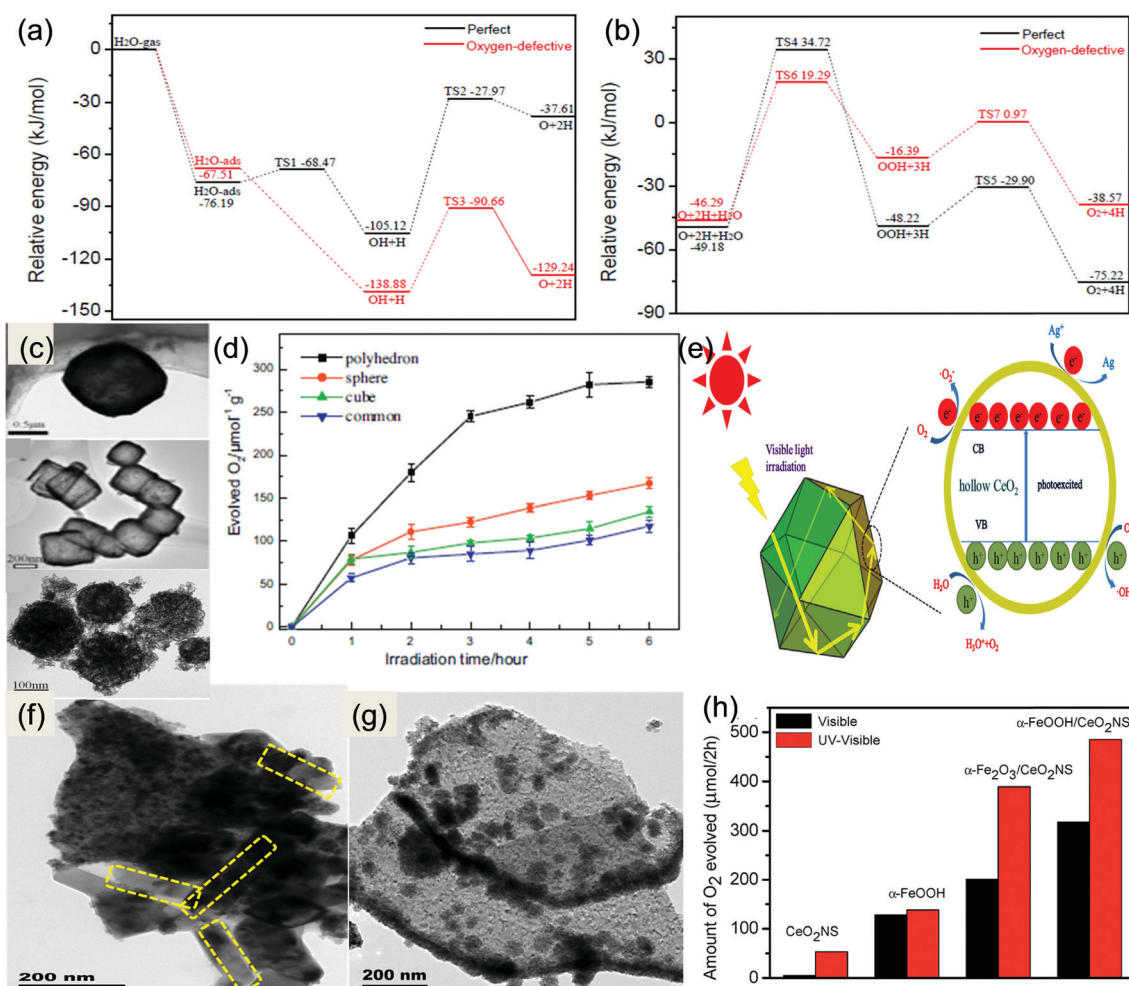 (a)
Perfect
Oxygen-defective
Relative energy (kJ/mol)
0
-30
-60
-90
-120
-150
H2O-gas
H2O-ads
-67.51
H2O-ads
-76.19
TS1 -68.47
-105.12
OH+H
-138.88
OH+H
TS2 -27.97
-37.61
O+2H
TS3 -90.66
-129.24
O+2H
(b)
Perfect
Oxygen-defective
Relative energy (kJ/mol)
30
0
-30
-60
-90
TS4 34.72
TS6 19.29
-46.29
O+2H+H2O
O+2H+H2O
-49.18
-16.39
OOH+3H
-48.22
OOH+3H
TS7 0.97
TS5 -29.90
-38.57
O2+4H
-75.22
O2+4H
(c)
0.5μm
200nm
100nm
(d)
polyhedron
sphere
cube
common
Evolved O2/μmol⁻¹ g⁻¹
300
250
200
150
100
50
0
0 1 2 3 4 5 6
Irradiation time/hour
(e)
Visible light
irradiation
Ag⁺
e⁻
Ag
·O2⁻
e⁻
O2
e⁻ e⁻ e⁻ e⁻ e⁻ e⁻
CB
hollow CeO2
photoexcited
VB
h⁺ h⁺ h⁺ h⁺ h⁺ h⁺ h⁺
h⁺
H2O
h⁺
H3O⁺+O2
·OH
(f)
200 nm
(g)
200 nm
(h)
Visible
UV-Visible
Amount of O2 evolved (μmol/2h)
500
400
300
200
100
0
CeO2NS
α-FeOOH
α-Fe2O3/CeO2NS
α-FeOOH/CeO2NS